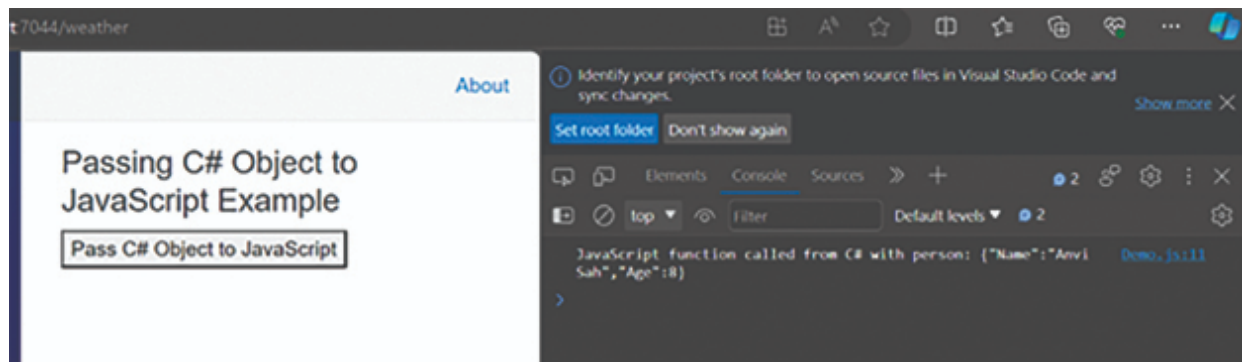 t:7044/weather
About
Identify your project's root folder to open source files in Visual Studio Code and
sync changes.
Show more
Set root folder Don't show again
Passing C# Object to
JavaScript Example
Pass C# Object to JavaScript
Elements Console Sources
2
top Filter Default levels 2
JavaScript function called from C# with person: {"Name":"Anvi Demo.js:11
Sah","Age":8}